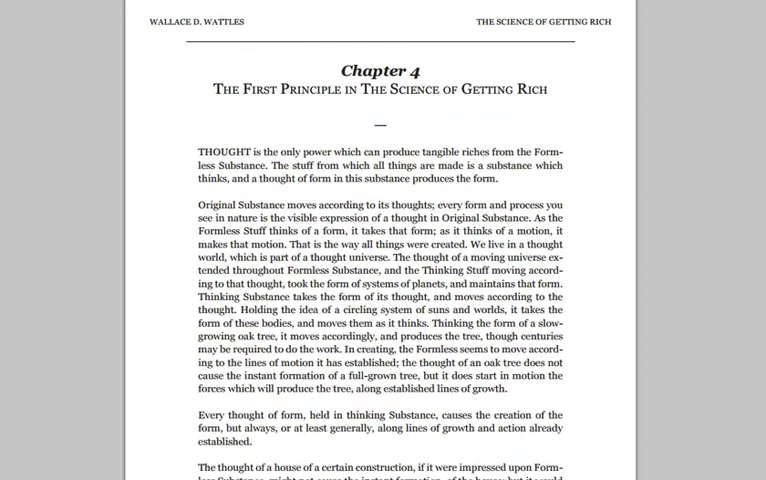 WALLACE D. WATTLES THE SCIENCE OF GETTING RICH
Chapter 4
THE FIRST PRINCIPLE IN THE SCIENCE OF GETTING RICH
—
THOUGHT is the only power which can produce tangible riches from the Form-
less Substance. The stuff from which all things are made is a substance which
thinks, and a thought of form in this substance produces the form.
Original Substance moves according to its thoughts; every form and process you
see in nature is the visible expression of a thought in Original Substance. As the
Formless Stuff thinks of a form, it takes that form; as it thinks of a motion, it
makes that motion. That is the way all things were created. We live in a thought
world, which is part of a thought universe. The thought of a moving universe ex-
tended throughout Formless Substance, and the Thinking Stuff moving accord-
ing to that thought, took the form of systems of planets, and maintains that form.
Thinking Substance takes the form of its thought, and moves according to the
thought. Holding the idea of a circling system of suns and worlds, it takes the
form of these bodies, and moves them as it thinks. Thinking the form of a slow-
growing oak tree, it moves accordingly, and produces the tree, though centuries
may be required to do the work. In creating, the Formless seems to move accord-
ing to the lines of motion it has established; the thought of an oak tree does not
cause the instant formation of a full-grown tree, but it does start in motion the
forces which will produce the tree, along established lines of growth.
Every thought of form, held in thinking Substance, causes the creation of the
form, but always, or at least generally, along lines of growth and action already
established.
The thought of a house of a certain construction, if it were impressed upon Form-
less Substance, might not cause the instant formation of the house; but it would